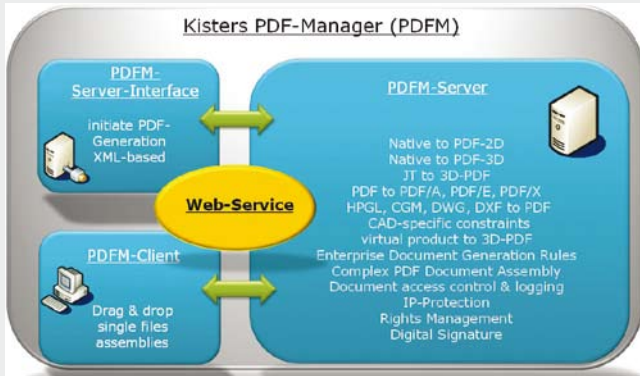 Kisters PDF-Manager (PDFM)
PDFM-
Server-Interface
initiate PDF-
Generation
XML-based
Web-Service
PDFM-Client
Drag & drop
single files
assemblies
PDFM-Server
Native to PDF-2D
Native to PDF-3D
JT to 3D-PDF
PDF to PDF/A, PDF/E, PDF/X
HPGL, CGM, DWG, DXF to PDF
CAD-specific constraints
virtual product to 3D-PDF
Enterprise Document Generation Rules
Complex PDF Document Assembly
Document access control & logging
IP-Protection
Rights Management
Digital Signature